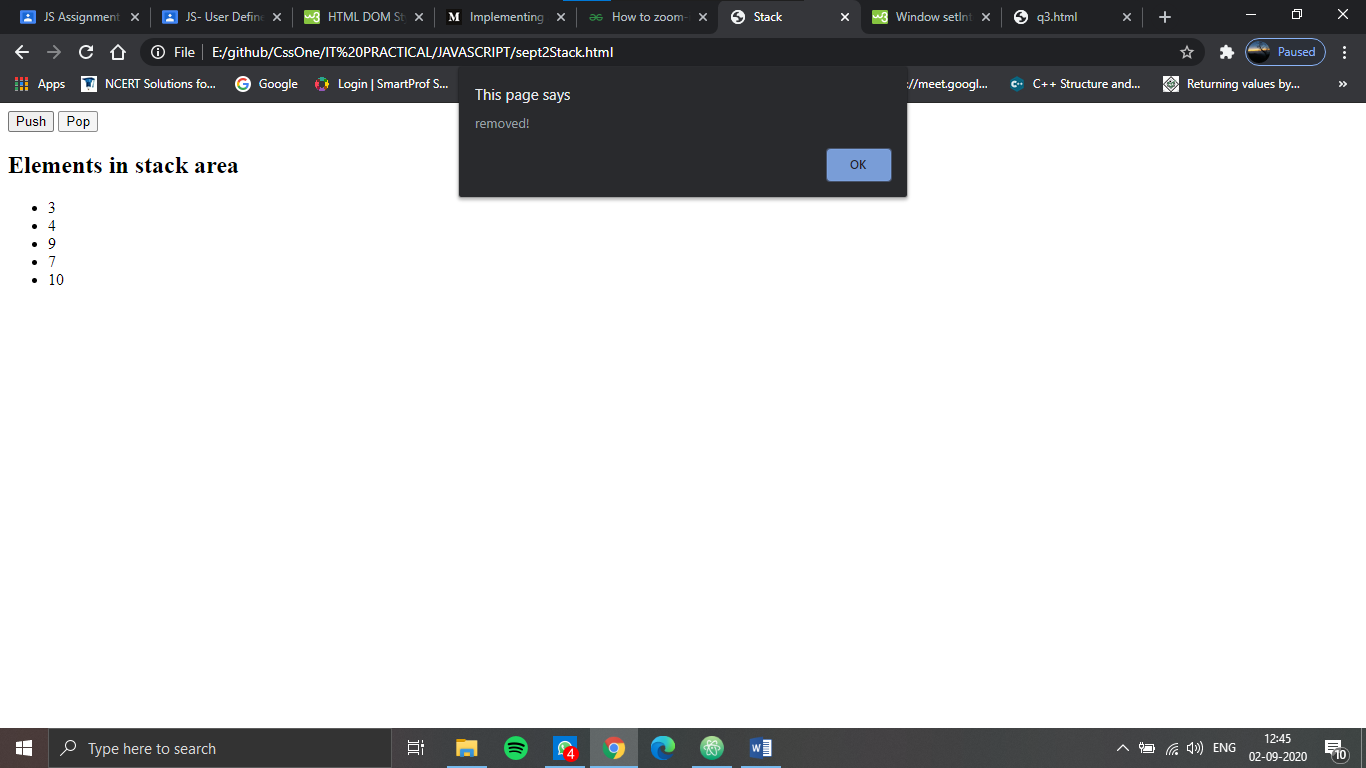 JS Assignment
JS- User Define
HTML DOM St
Implementing
How to zoom-
Stack
Window setInt
q3.html
File
E:/github/CssOne/IT%20PRACTICAL/JAVASCRIPT/sept2Stack.html
Paused
Apps
NCERT Solutions fo...
Google
Login | SmartProf S...
://meet.googl...
C++ Structure and...
Returning values by...
»
This page says
removed!
OK
Push Pop
Elements in stack area
3
4
9
7
10
Type here to search
4
ENG
12:45
02-09-2020
10